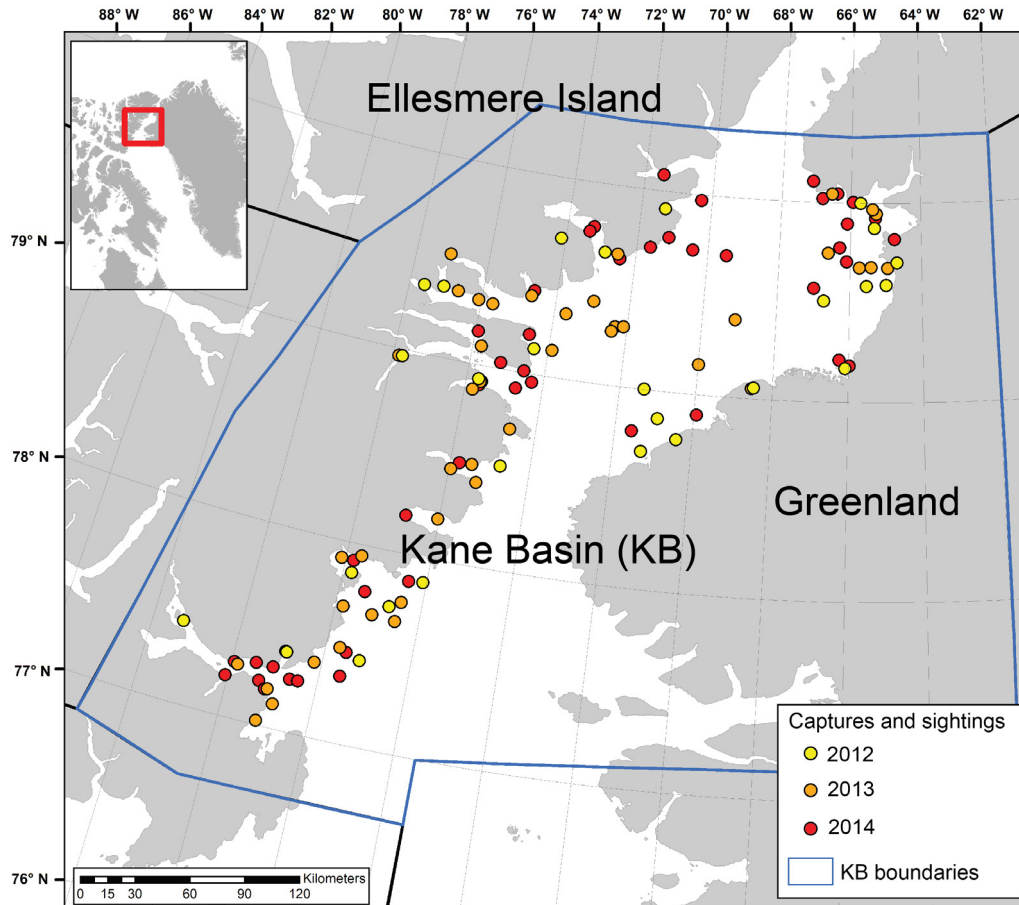 88 W 86 W 84 W 82 W 80 W 78 W 76 W 74 W 72 W 70 W 68 W 66 W 64 W 62 W
Ellesmere Island
79° N
78° N
Greenland
Kane Basin (KB)
77° N
76° N
Captures and sightings
2012
2013
2014
KB boundaries
Kilometers
0 15 30 60 90 120